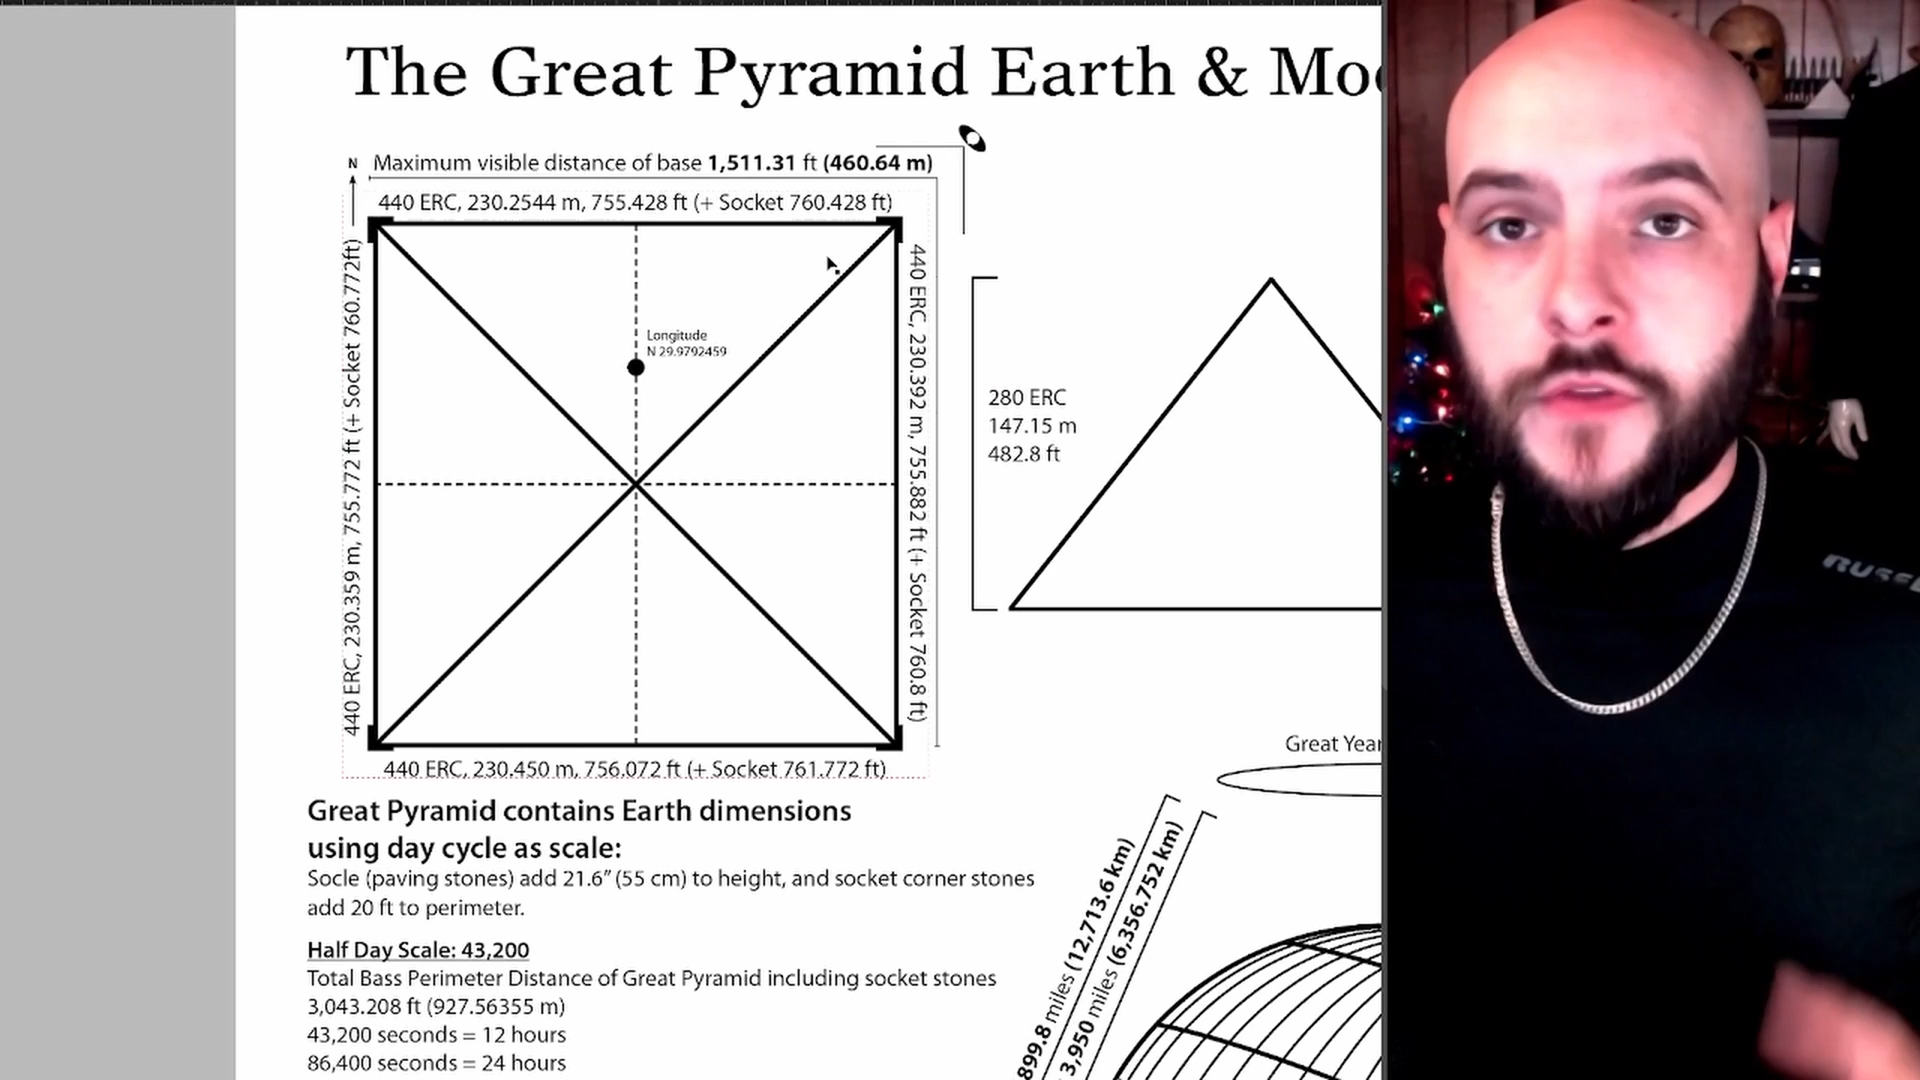 The Great Pyramid Earth &
N
Maximum visible distance of base 1,511.31 ft (460.64 m)
440 ERC, 230.2544 m, 755.428 ft (+ Socket 760.428 ft)
440 ERC, 230.359 m, 755.772 ft (+ Socket 760.772ft)
440 ERC, 230.392 m, 755.882 ft (+ Socket 760.8 ft)
Longitude
N 29.9792459
280 ERC
147.15 m
482.8 ft
440 ERC, 230.450 m, 756.072 ft (+ Socket 761.772 ft)
Great Year
Great Pyramid contains Earth dimensions
using day cycle as scale:
Socle (paving stones) add 21.6” (55 cm) to height, and socket corner stones
add 20 ft to perimeter.
Half Day Scale: 43,200
Total Bass Perimeter Distance of Great Pyramid including socket stones
3,043.208 ft (927.56355 m)
43,200 seconds = 12 hours
86,400 seconds = 24 hours
899.8 miles (12,713.6 km)
3,950 miles (6,356.752 km)